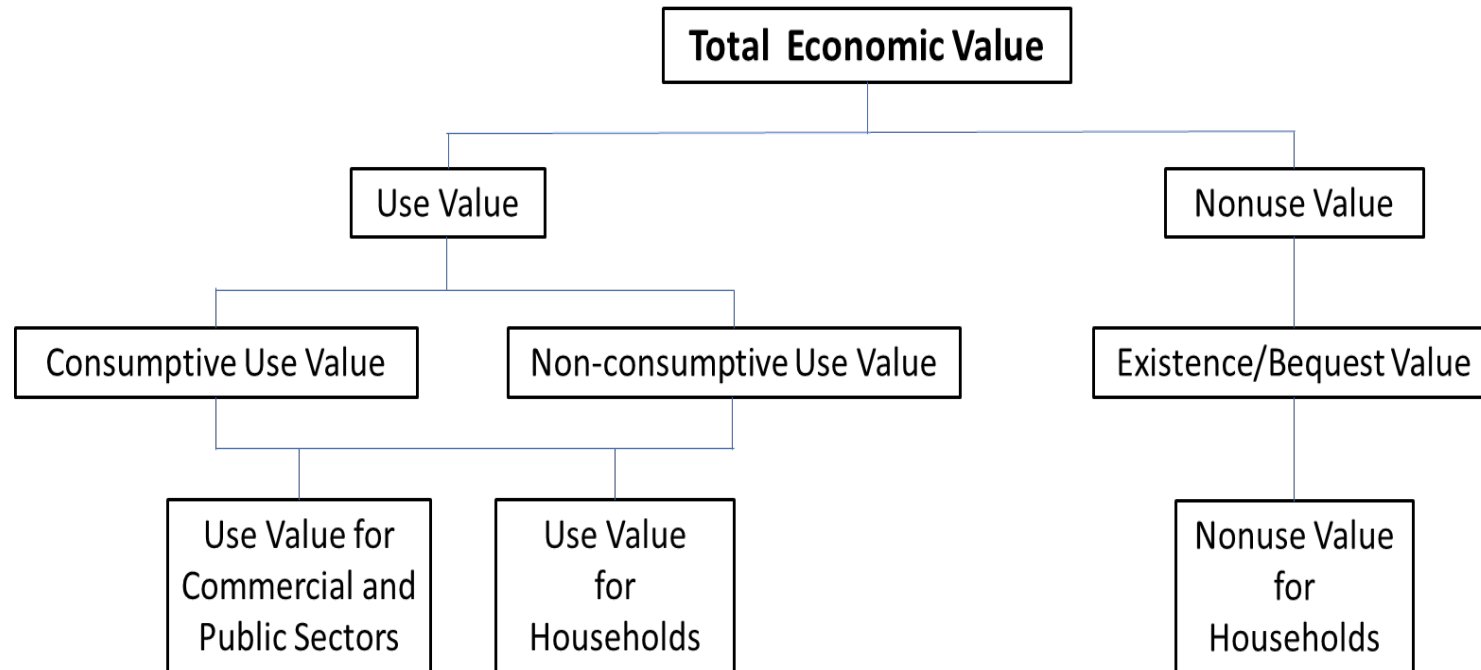 Total Economic Value
Use Value
Nonuse Value
Consumptive Use Value
Non-consumptive Use Value
Existence/Bequest Value
Use Value for
Commercial and
Public Sectors
Use Value
for
Households
Nonuse Value
for
Households